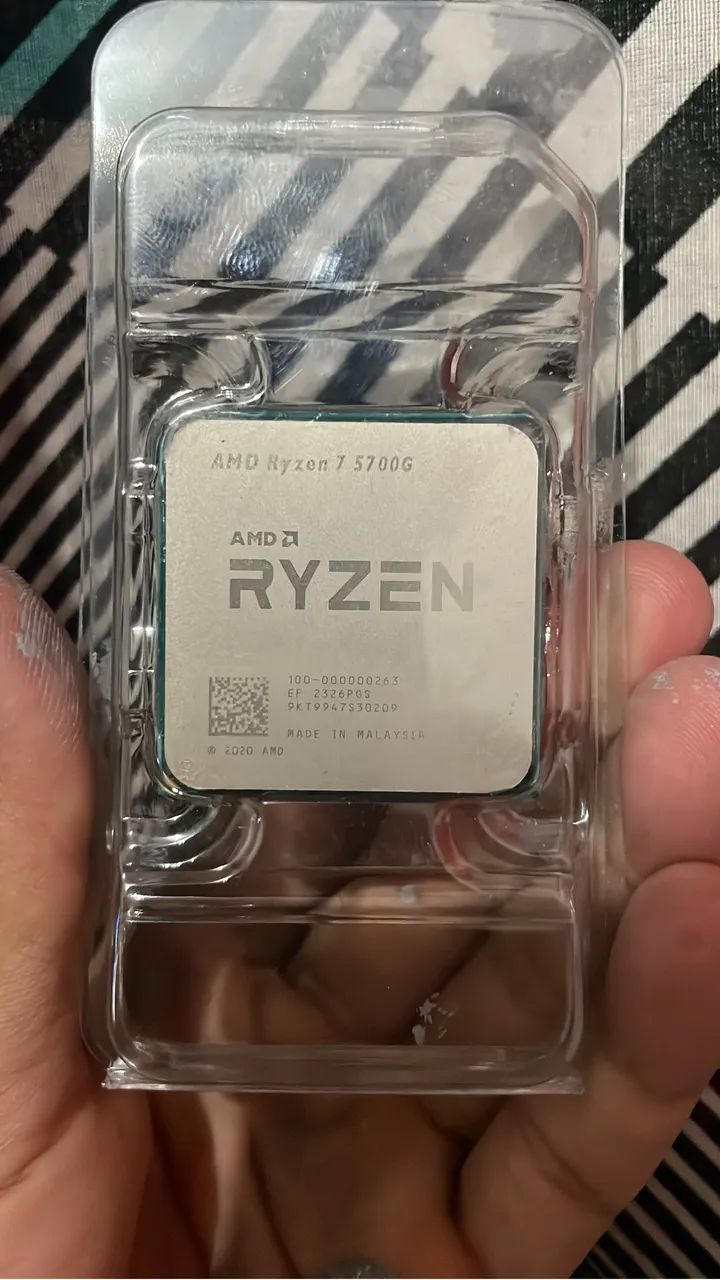 AMD Ryzen 7 5700G
AMD
RYZEN
100-000000263
EF 2326PGS
9KT9947S30209
MADE IN MALAYSIA
© 2020 AMD